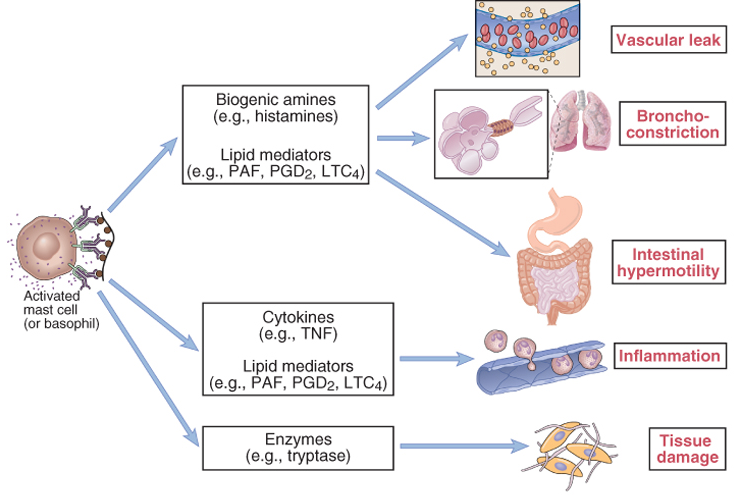 Vascular leak
Biogenic amines
(e.g., histamines)
Lipid mediators
(e.g., PAF, PGD₂, LTC₄)
Broncho-
constriction
Intestinal
hypermotility
Activated
mast cell
(or basophil)
Cytokines
(e.g., TNF)
Lipid mediators
(e.g., PAF, PGD₂, LTC₄)
Inflammation
Enzymes
(e.g., tryptase)
Tissue
damage